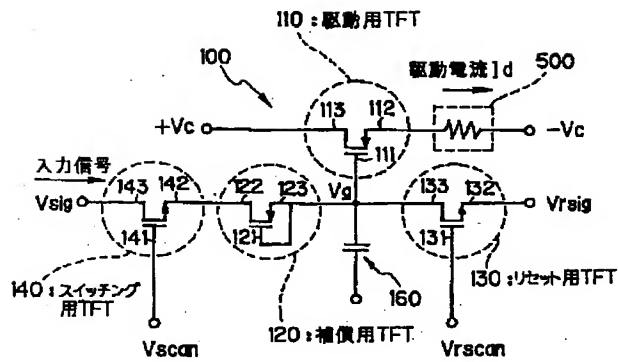 110:駆動用TFT
100
駆動電流Id
500
113
112
+Vc
-Vc
111
入力信号
Vsig
143
142
122
123
Vg
133
132
Vrsig
141
121
131
160
130:リセット用TFT
140:スイッチング
用TFT
120:補償用TFT
Vscan
Vrscan